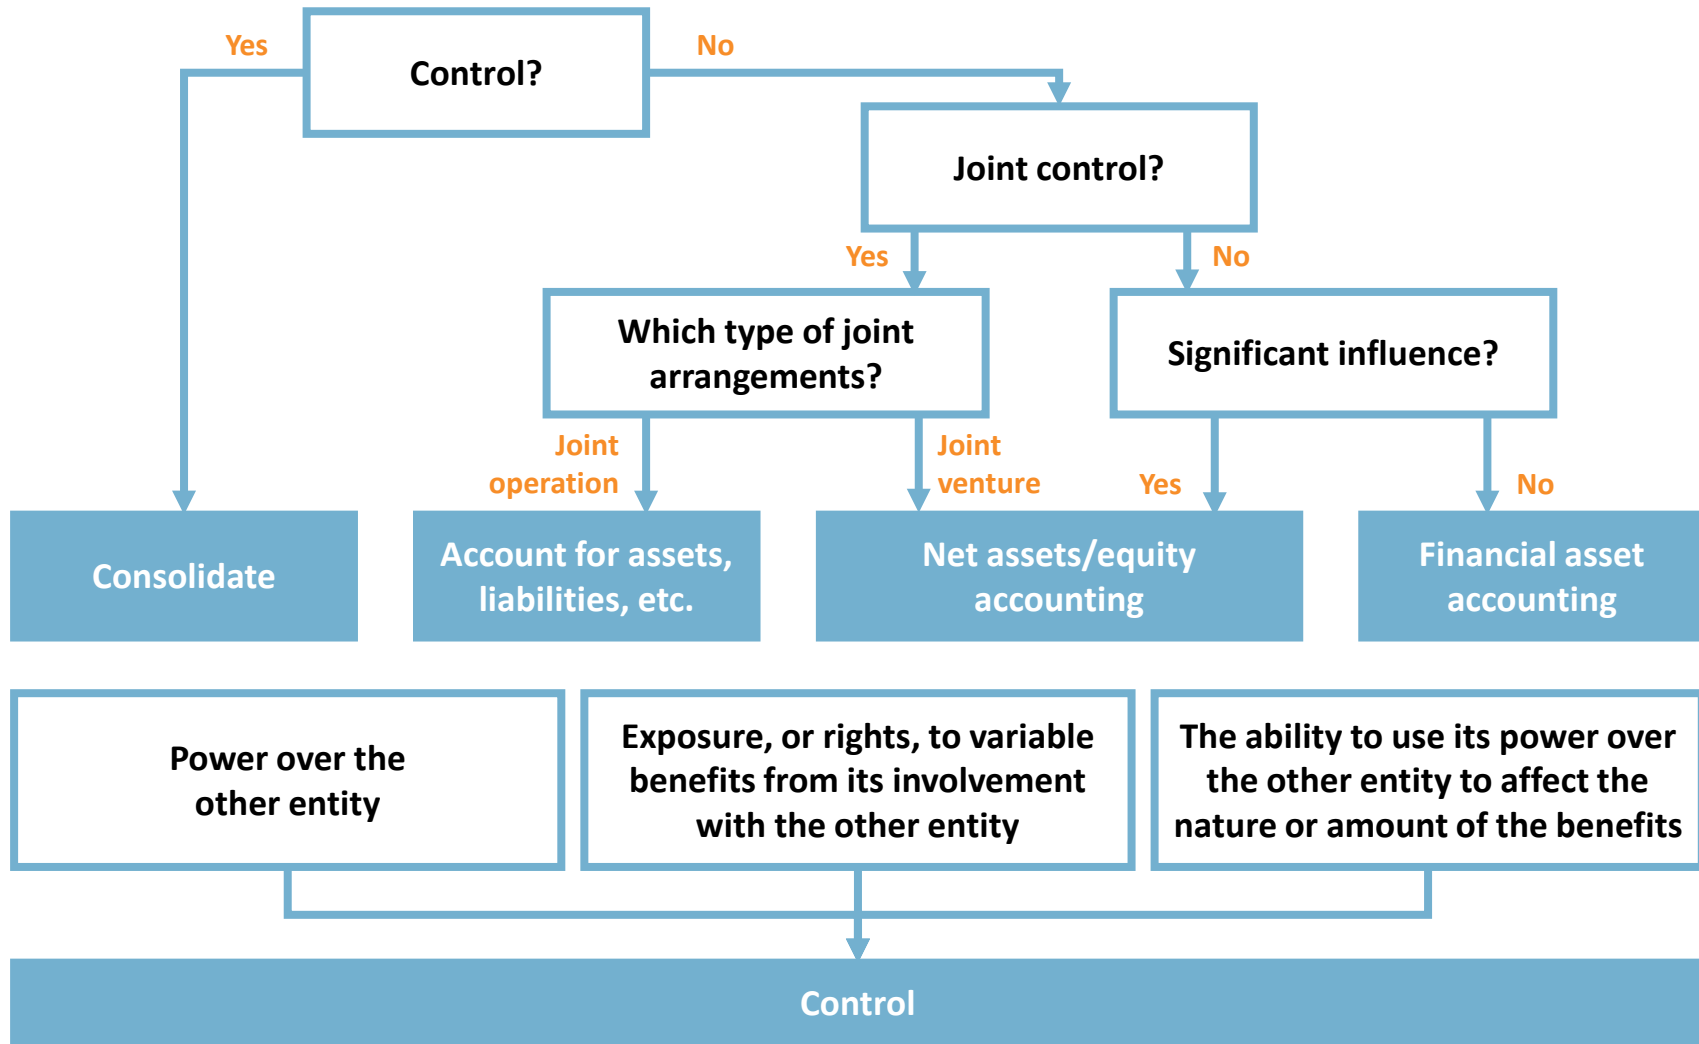 Yes
Control?
No
Joint control?
Yes
No
Which type of joint
arrangements?
Significant influence?
Joint
operation
Joint
venture
Yes
No
Consolidate
Account for assets,
liabilities, etc.
Net assets/equity
accounting
Financial asset
accounting
Power over the
other entity
Exposure, or rights, to variable
benefits from its involvement
with the other entity
The ability to use its power over
the other entity to affect the
nature or amount of the benefits
Control